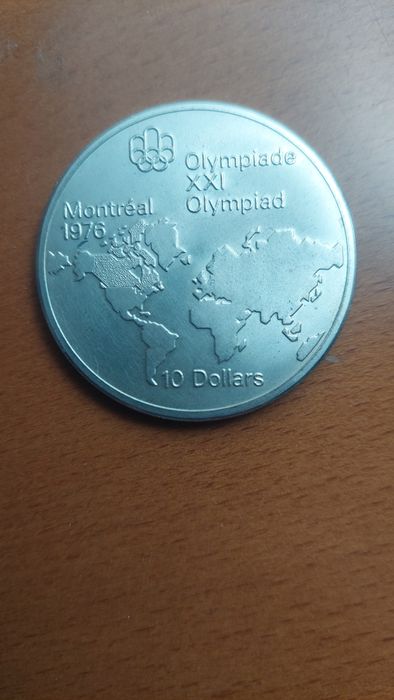 Olympiade
XXI
Olympiad
Montréal
1976
10 Dollars